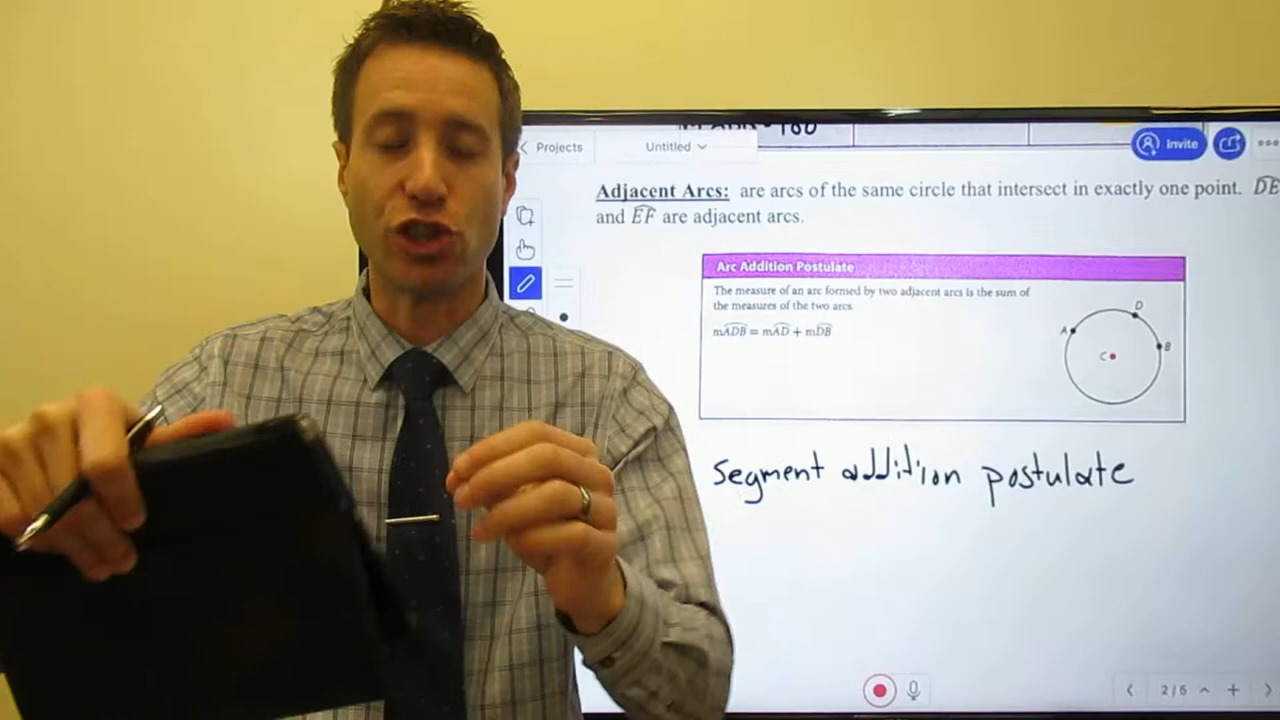 = 180
Projects
Untitled
Invite
Adjacent Arcs: are arcs of the same circle that intersect in exactly one point. DE
and EF are adjacent arcs.
Arc Addition Postulate
The measure of an arc formed by two adjacent arcs is the sum of
the measures of the two arcs.
mADB = mAD + mDB
D
A
B
C
segment addition postulate
2/6